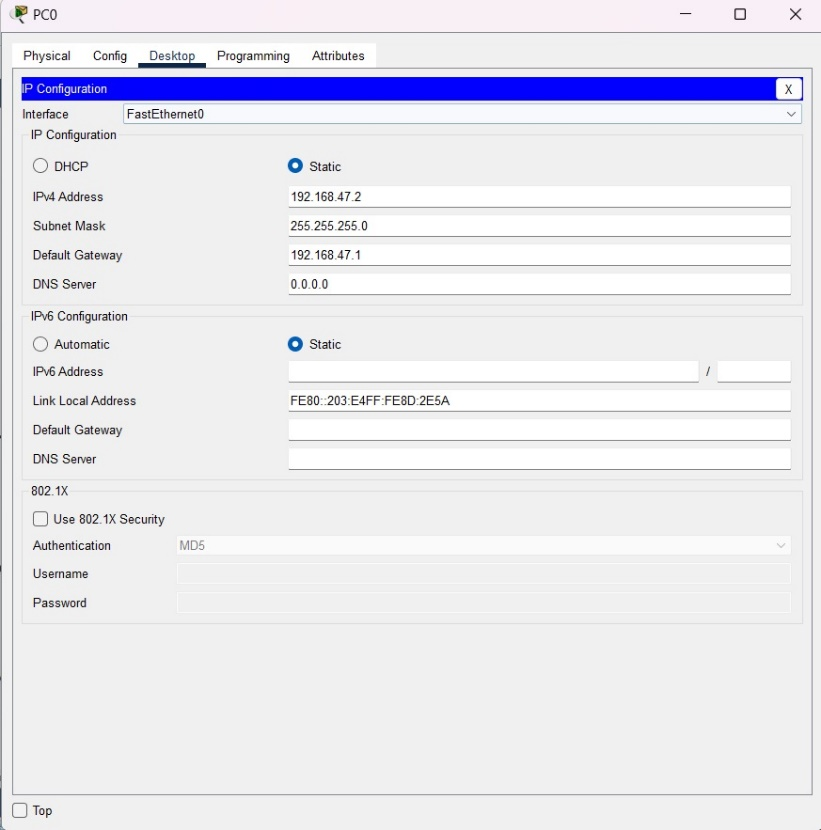 PC0
Physical Config Desktop Programming Attributes
IP Configuration X
Interface FastEthernet0
IP Configuration
DHCP Static
IPv4 Address 192.168.47.2
Subnet Mask 255.255.255.0
Default Gateway 192.168.47.1
DNS Server 0.0.0.0
IPv6 Configuration
Automatic Static
IPv6 Address /
Link Local Address FE80::203:E4FF:FE8D:2E5A
Default Gateway
DNS Server
802.1X
Use 802.1X Security
Authentication MD5
Username
Password
Top